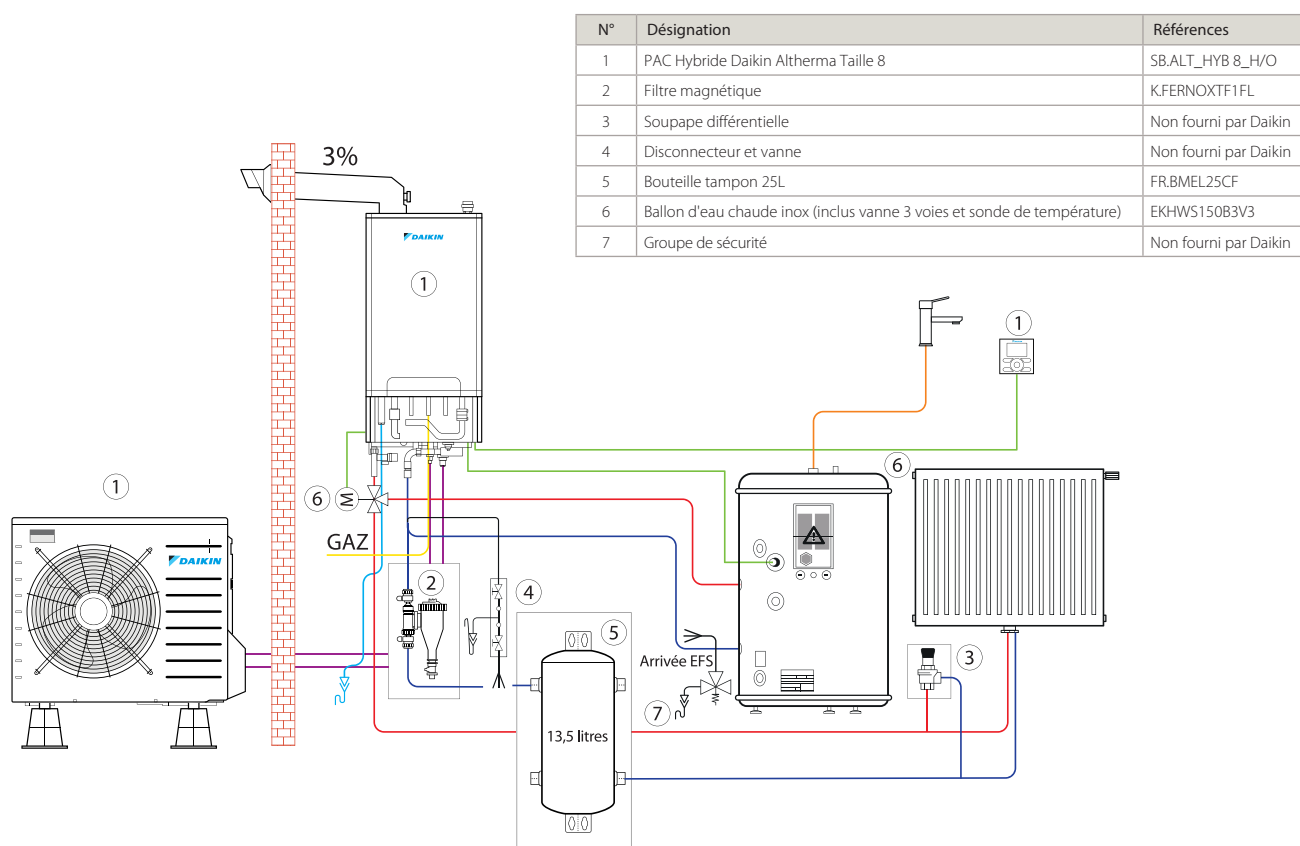 N° Désignation Références
1 PAC Hybride Daikin Altherma Taille 8 SB.ALT_HYB 8_H/O
2 Filtre magnétique K.FERNOXTF1FL
3 Soupape différentielle Non fourni par Daikin
4 Disconnecteur et vanne Non fourni par Daikin
5 Bouteille tampon 25L FR.BMEL25CF
6 Ballon d'eau chaude inox (inclus vanne 3 voies et sonde de température) EKHWS150B3V3
7 Groupe de sécurité Non fourni par Daikin
3%
DAIKIN
1
1
6
1
6
M
GAZ
DAIKIN
2
4
5
Arrivée EFS
3
7
13,5 litres